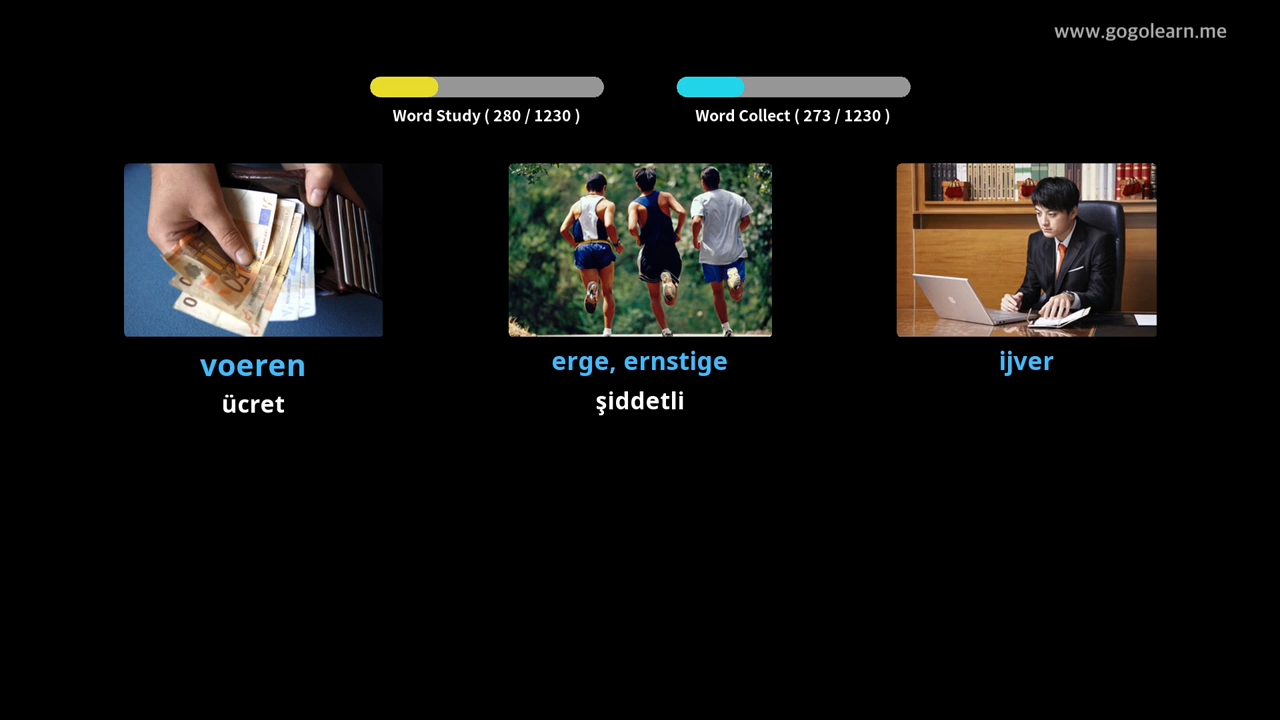 www.gogolearn.me
Word Study ( 280 / 1230 )
Word Collect ( 273 / 1230 )
voeren
ücret
erge, ernstige
şiddetli
ijver